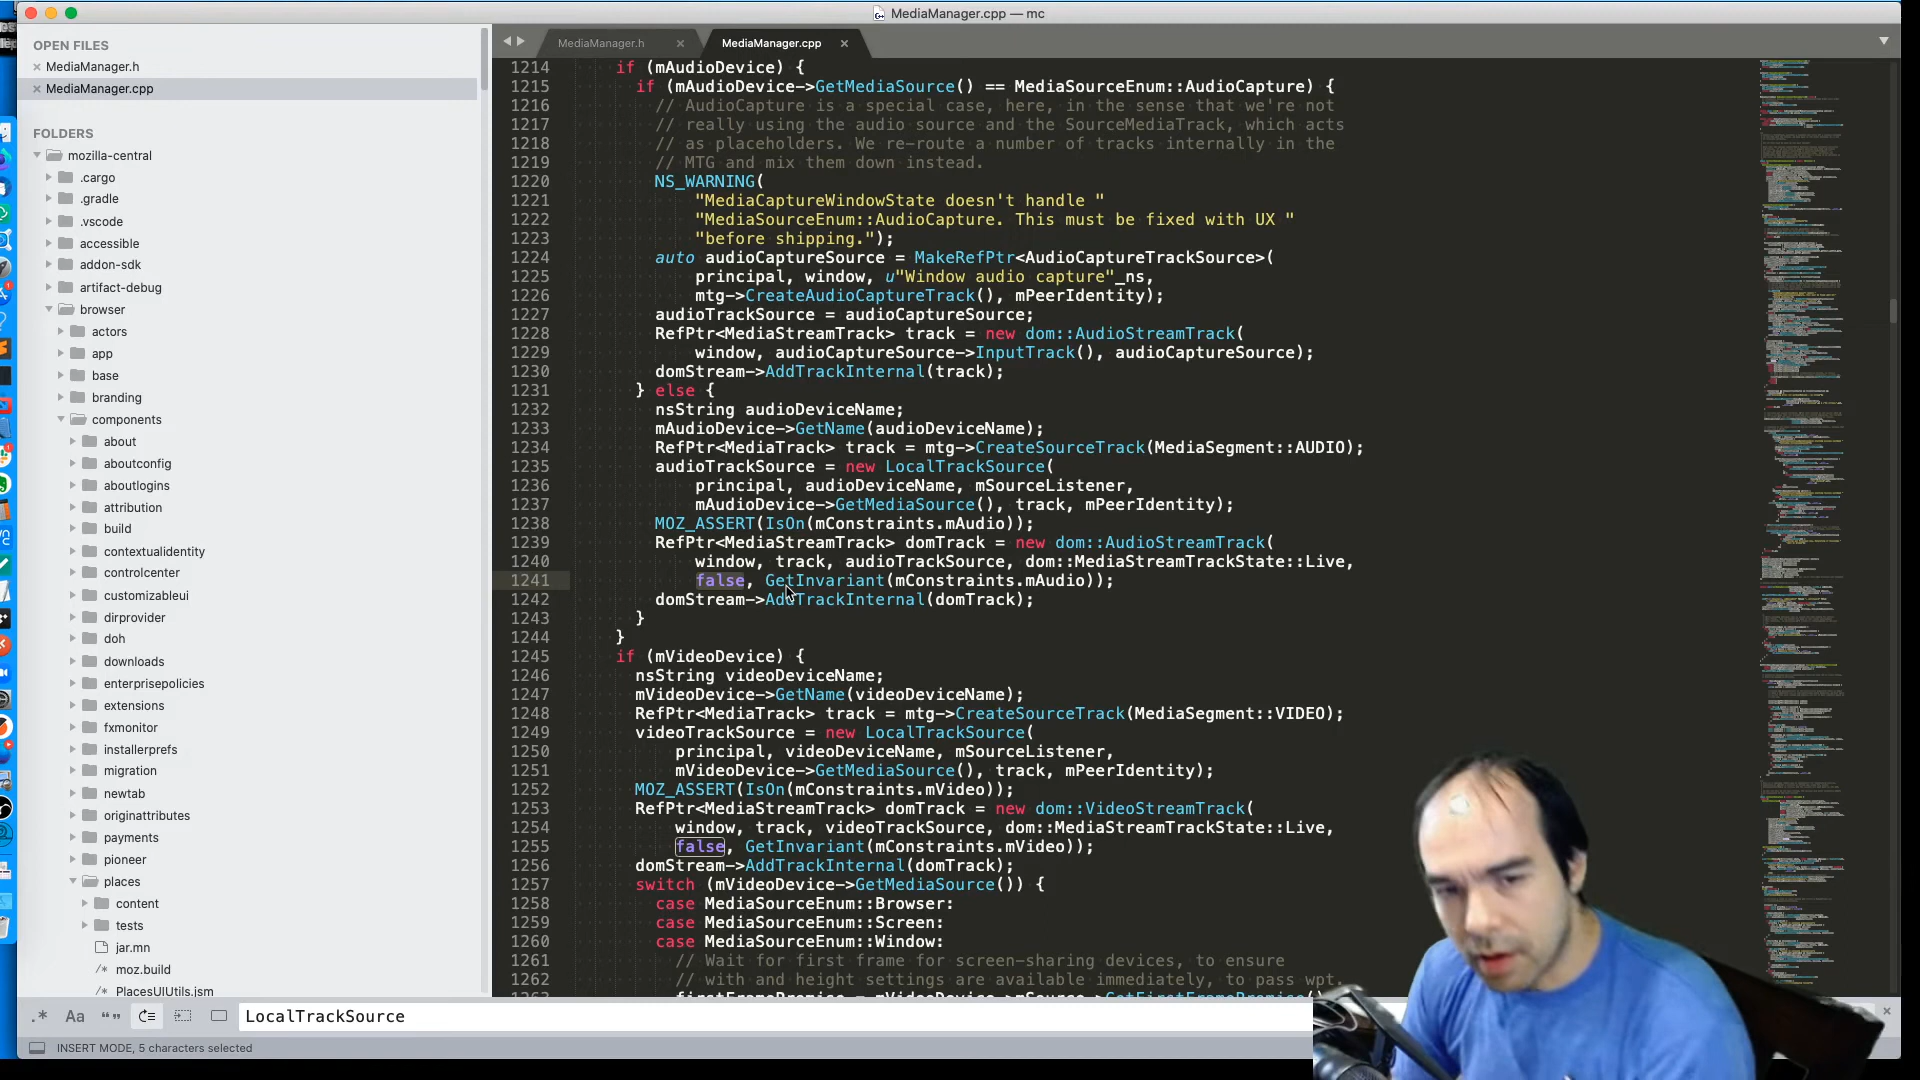 MediaManager.cpp — mc
OPEN FILES
MediaManager.h
MediaManager.cpp
FOLDERS
mozilla-central
.cargo
.gradle
.vscode
accessible
addon-sdk
artifact-debug
browser
actors
app
base
branding
components
about
aboutconfig
aboutlogins
attribution
build
contextualidentity
controlcenter
customizableui
dirprovider
doh
downloads
enterprisepolicies
extensions
fxmonitor
installerprefs
migration
newtab
originattributes
payments
pioneer
places
content
tests
jar.mn
/* moz.build
/* PlacesUIUtils.jsm
MediaManager.h
MediaManager.cpp
1214 if (mAudioDevice) {
1215 if (mAudioDevice->GetMediaSource() == MediaSourceEnum::AudioCapture) {
1216 // AudioCapture is a special case, here, in the sense that we're not
1217 // really using the audio source and the SourceMediaTrack, which acts
1218 // as placeholders. We re-route a number of tracks internally in the
1219 // MTG and mix them down instead.
1220 NS_WARNING(
1221 "MediaCaptureWindowState doesn't handle "
1222 "MediaSourceEnum::AudioCapture. This must be fixed with UX "
1223 "before shipping.");
1224 auto audioCaptureSource = MakeRefPtr<AudioCaptureTrackSource>(
1225 principal, window, u"Window audio capture"_ns,
1226 mtg->CreateAudioCaptureTrack(), mPeerIdentity);
1227 audioTrackSource = audioCaptureSource;
1228 RefPtr<MediaStreamTrack> track = new dom::AudioStreamTrack(
1229 window, audioCaptureSource->InputTrack(), audioCaptureSource);
1230 domStream->AddTrackInternal(track);
1231 } else {
1232 nsString audioDeviceName;
1233 mAudioDevice->GetName(audioDeviceName);
1234 RefPtr<MediaTrack> track = mtg->CreateSourceTrack(MediaSegment::AUDIO);
1235 audioTrackSource = new LocalTrackSource(
1236 principal, audioDeviceName, mSourceListener,
1237 mAudioDevice->GetMediaSource(), track, mPeerIdentity);
1238 MOZ_ASSERT(IsOn(mConstraints.mAudio));
1239 RefPtr<MediaStreamTrack> domTrack = new dom::AudioStreamTrack(
1240 window, track, audioTrackSource, dom::MediaStreamTrackState::Live,
1241 false, GetInvariant(mConstraints.mAudio));
1242 domStream->AddTrackInternal(domTrack);
1243 }
1244 }
1245 if (mVideoDevice) {
1246 nsString videoDeviceName;
1247 mVideoDevice->GetName(videoDeviceName);
1248 RefPtr<MediaTrack> track = mtg->CreateSourceTrack(MediaSegment::VIDEO);
1249 videoTrackSource = new LocalTrackSource(
1250 principal, videoDeviceName, mSourceListener,
1251 mVideoDevice->GetMediaSource(), track, mPeerIdentity);
1252 MOZ_ASSERT(IsOn(mConstraints.mVideo));
1253 RefPtr<MediaStreamTrack> domTrack = new dom::VideoStreamTrack(
1254 window, track, videoTrackSource, dom::MediaStreamTrackState::Live,
1255 false, GetInvariant(mConstraints.mVideo));
1256 domStream->AddTrackInternal(domTrack);
1257 switch (mVideoDevice->GetMediaSource()) {
1258 case MediaSourceEnum::Browser:
1259 case MediaSourceEnum::Screen:
1260 case MediaSourceEnum::Window:
1261 // Wait for first frame for screen-sharing devices, to ensure
1262 // with and height settings are available immediately, to pass wpt.
.* Aa “” LocalTrackSource
INSERT MODE, 5 characters selected